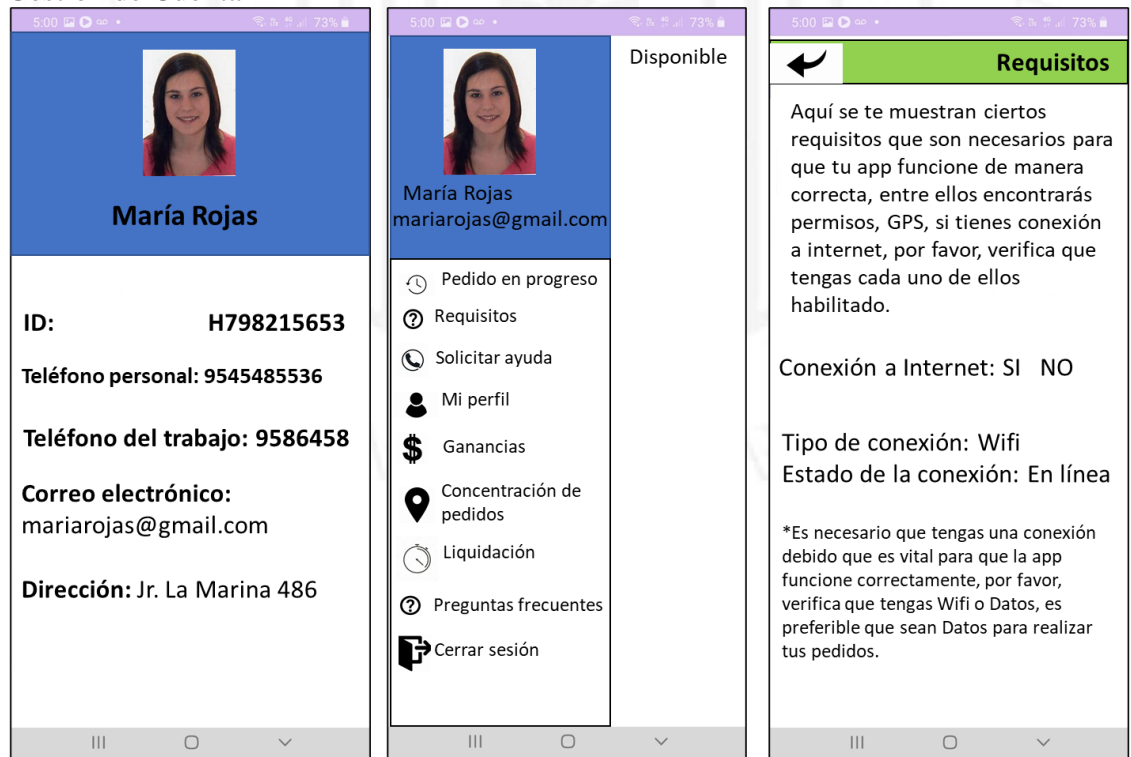 5:00 73%
María Rojas
ID: H798215653
Teléfono personal: 9545485536
Teléfono del trabajo: 9586458
Correo electrónico:
mariarojas@gmail.com
Dirección: Jr. La Marina 486
5:00 73%
Disponible
María Rojas
mariarojas@gmail.com
Pedido en progreso
Requisitos
Solicitar ayuda
Mi perfil
Ganancias
Concentración de
pedidos
Liquidación
Preguntas frecuentes
Cerrar sesión
5:00 73%
Requisitos
Aquí se te muestran ciertos
requisitos que son necesarios para
que tu app funcione de manera
correcta, entre ellos encontrarás
permisos, GPS, si tienes conexión
a internet, por favor, verifica que
tengas cada uno de ellos
habilitado.
Conexión a Internet: SI NO
Tipo de conexión: Wifi
Estado de la conexión: En línea
*Es necesario que tengas una conexión
debido que es vital para que la app
funcione correctamente, por favor,
verifica que tengas Wifi o Datos, es
preferible que sean Datos para realizar
tus pedidos.